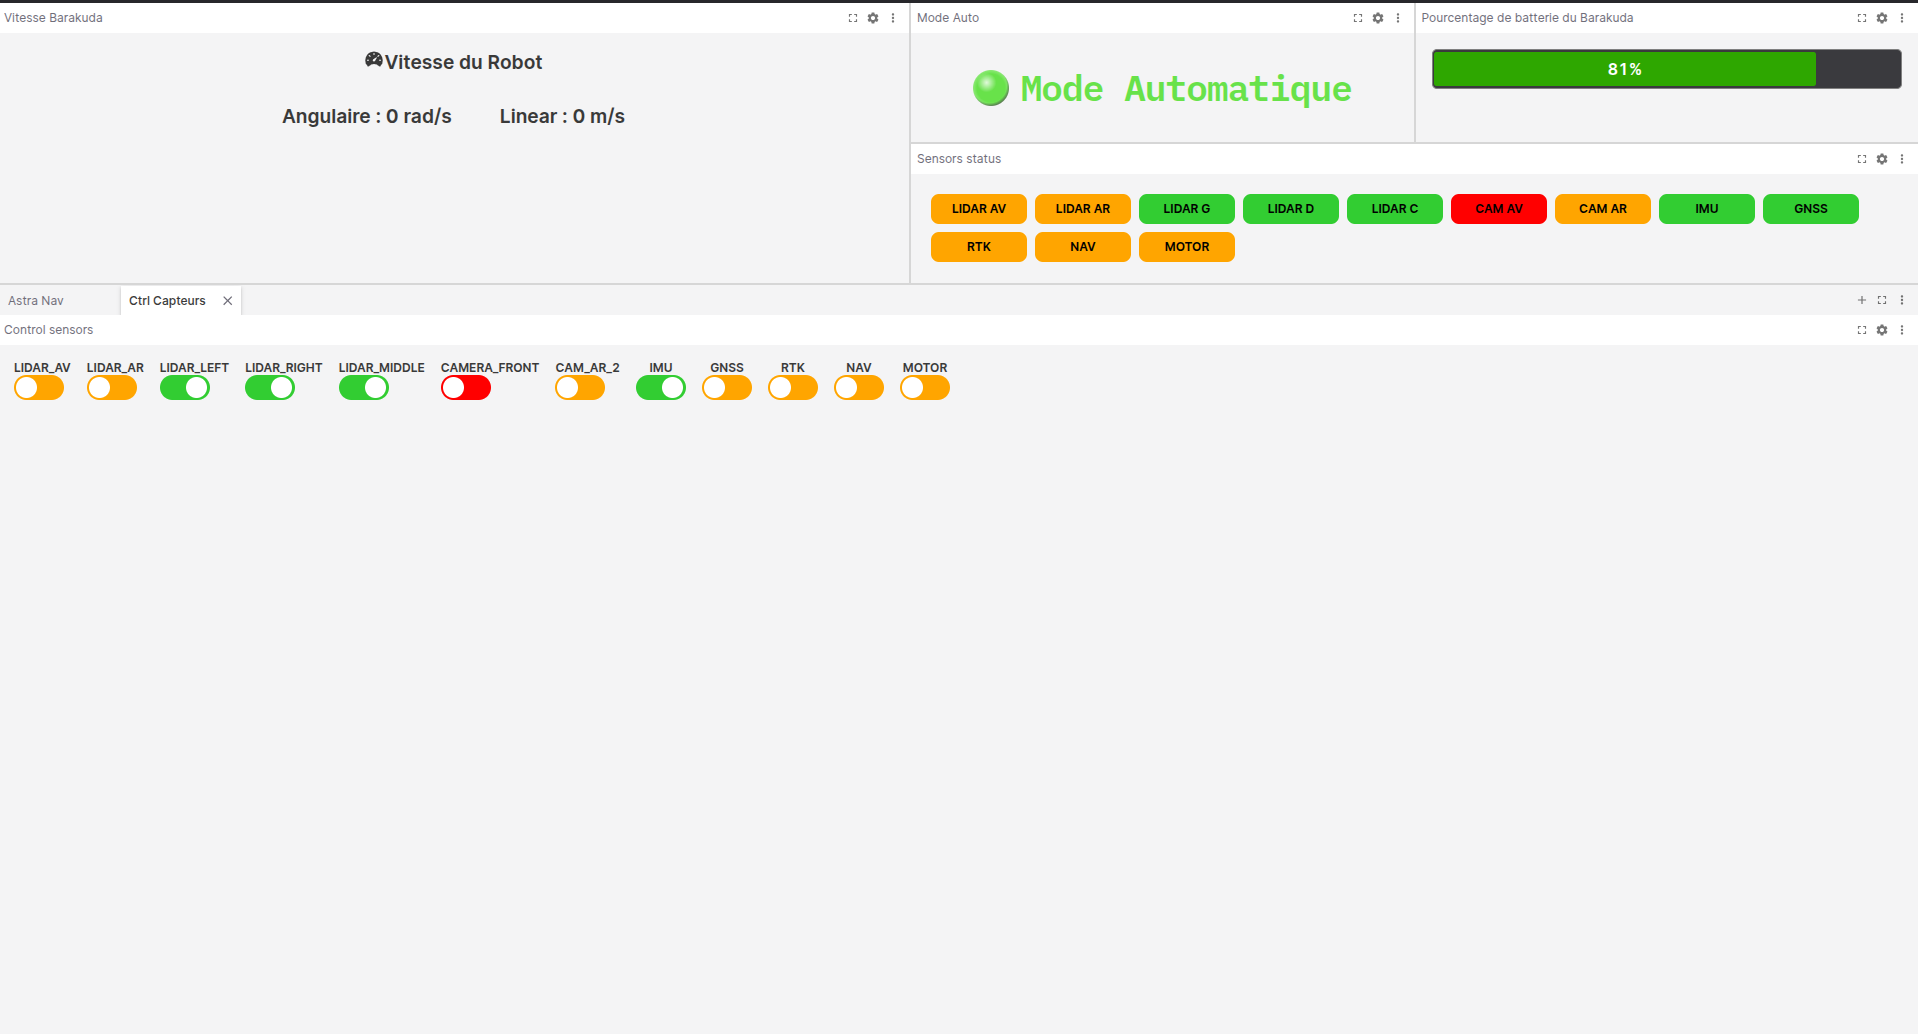 Vitesse Barakuda
Vitesse du Robot
Angulaire : 0 rad/s Linear : 0 m/s
Mode Auto
Mode Automatique
Pourcentage de batterie du Barakuda
81%
Sensors status
LIDAR AV LIDAR AR LIDAR G LIDAR D LIDAR C CAM AV CAM AR IMU GNSS
RTK NAV MOTOR
Astra Nav Ctrl Capteurs
Control sensors
LIDAR_AV LIDAR_AR LIDAR_LEFT LIDAR_RIGHT LIDAR_MIDDLE CAMERA_FRONT CAM_AR_2 IMU GNSS RTK NAV MOTOR